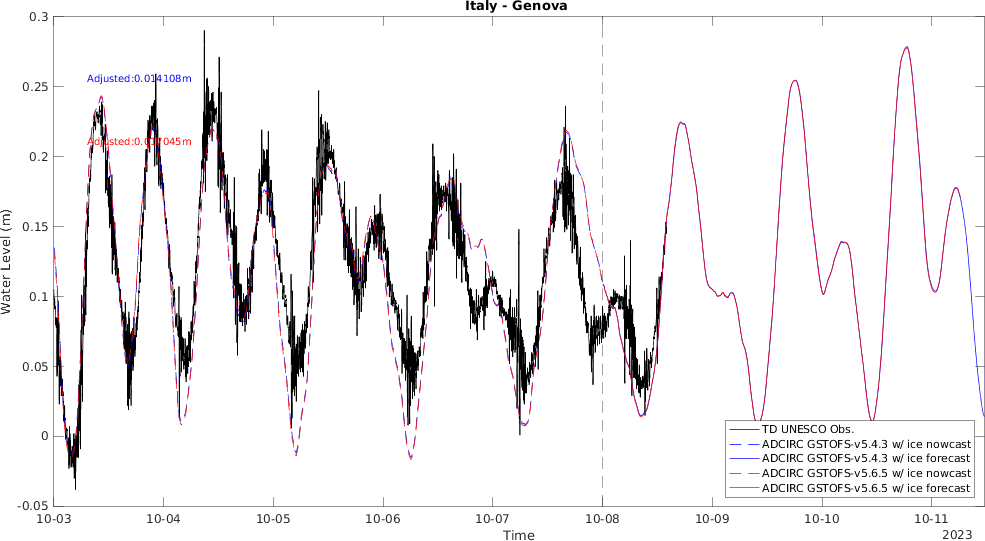 Italy - Genova
0.3
0.25
0.2
0.15
0.1
0.05
0
-0.05
Water Level (m)
Adjusted:0.014108m
Adjusted:0.017045m
10-03
10-04
10-05
10-06
10-07
10-08
10-09
10-10
10-11
Time
2023
TD UNESCO Obs.
ADCIRC GSTOFS-v5.4.3 w/ ice nowcast
ADCIRC GSTOFS-v5.4.3 w/ ice forecast
ADCIRC GSTOFS-v5.6.5 w/ ice nowcast
ADCIRC GSTOFS-v5.6.5 w/ ice forecast